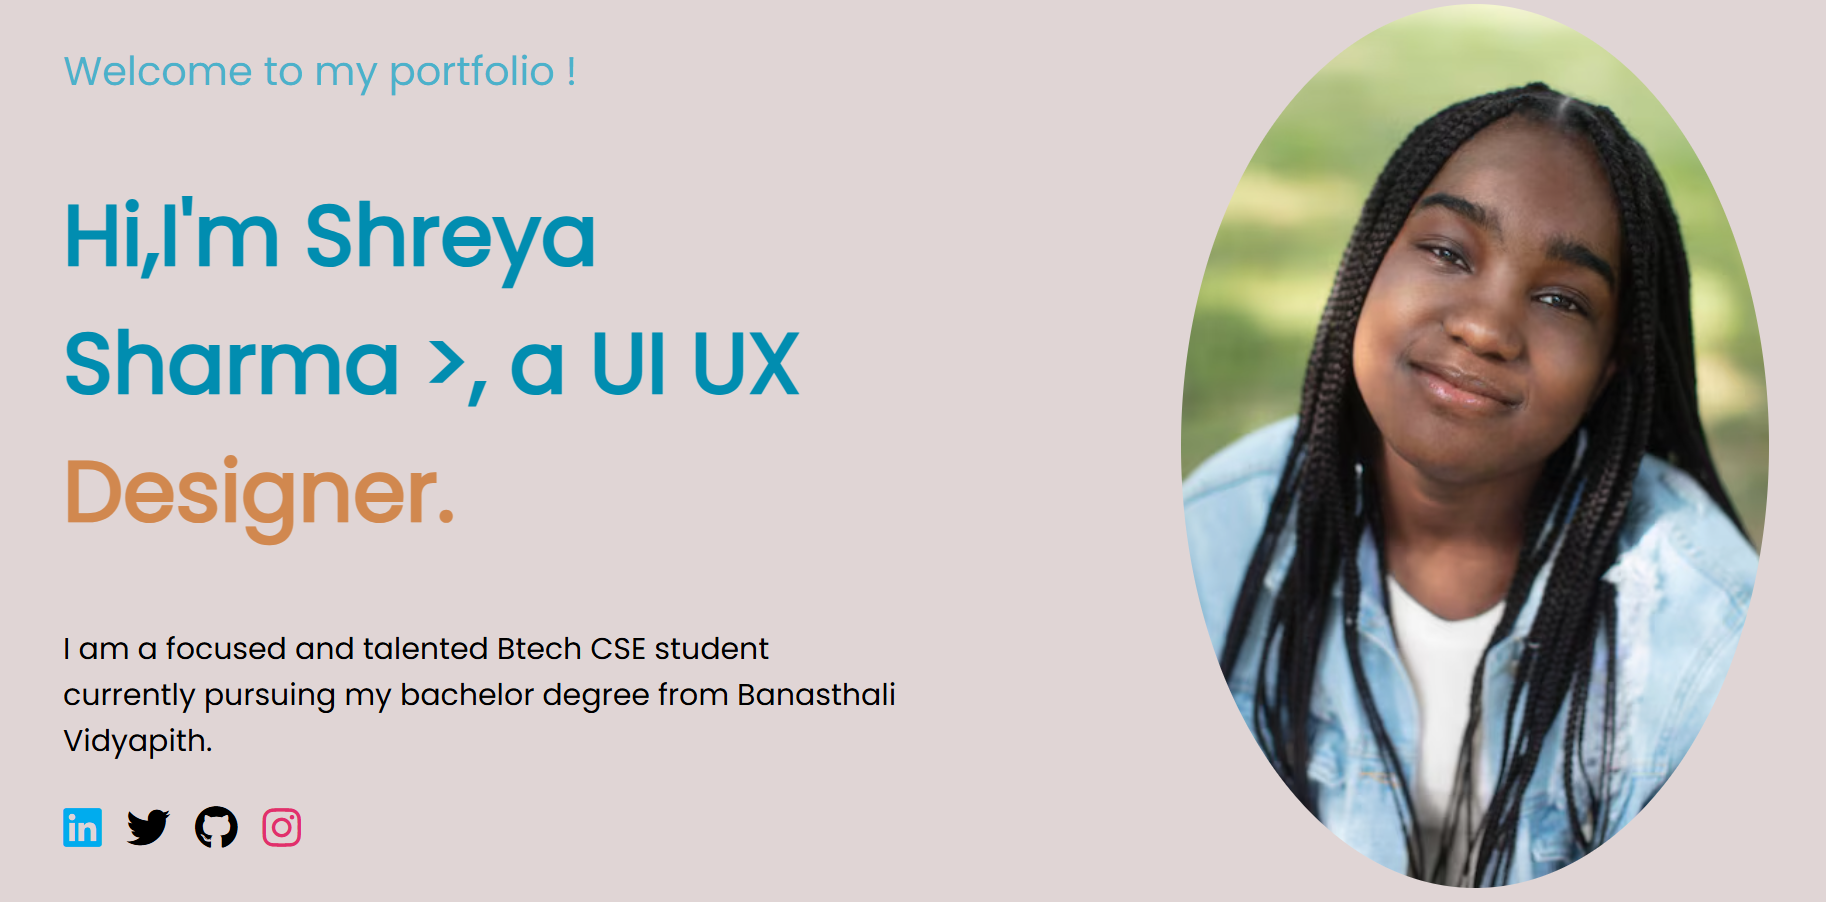 Welcome to my portfolio !
Hi,I'm Shreya
Sharma >, a UI UX
Designer.
I am a focused and talented Btech CSE student
currently pursuing my bachelor degree from Banasthali
Vidyapith.
in